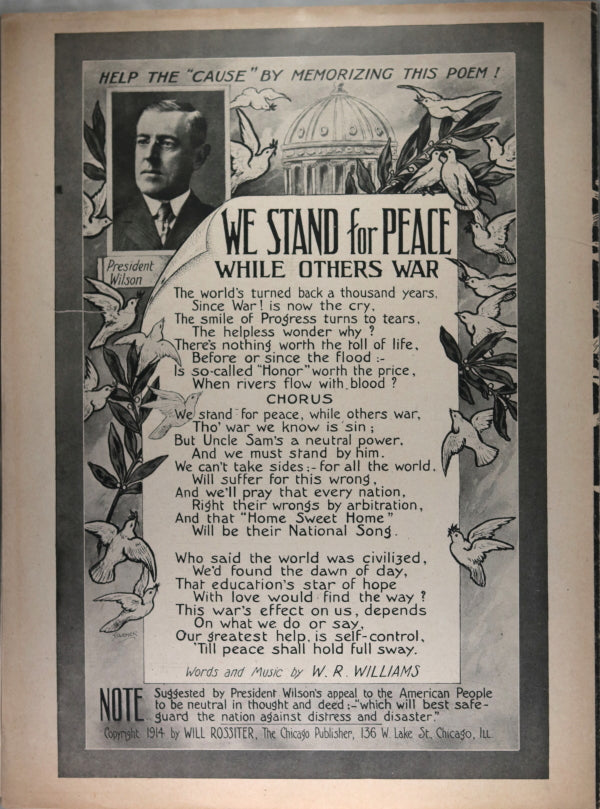 HELP THE "CAUSE" BY MEMORIZING THIS POEM!
President
Wilson
WE STAND for PEACE
WHILE OTHERS WAR
The world's turned back a thousand years,
Since War! is now the cry,
The smile of Progress turns to tears,
The helpless wonder why?
There's nothing worth the toll of life,
Before or since the flood:-
Is so-called "Honor" worth the price,
When rivers flow with blood?
CHORUS
We stand for peace, while others war,
Tho' war we know is sin;
But Uncle Sam's a neutral power,
And we must stand by him.
We can't take sides:- for all the world,
Will suffer for this wrong,
And we'll pray that every nation,
Right their wrongs by arbitration,
And that "Home Sweet Home"
Will be their National Song.
Who said the world was civilized,
We'd found the dawn of day,
That education's star of hope
With love would find the way?
This war's effect on us, depends
On what we do or say,
Our greatest help, is self-control,
'Till peace shall hold full sway.
Words and Music by W. R. WILLIAMS
NOTE Suggested by President Wilson's appeal to the American People
to be neutral in thought and deed:-"which will best safe-
guard the nation against distress and disaster."
Copyright 1914 by WILL ROSSITER, The Chicago Publisher, 136 W. Lake St., Chicago, Ill.